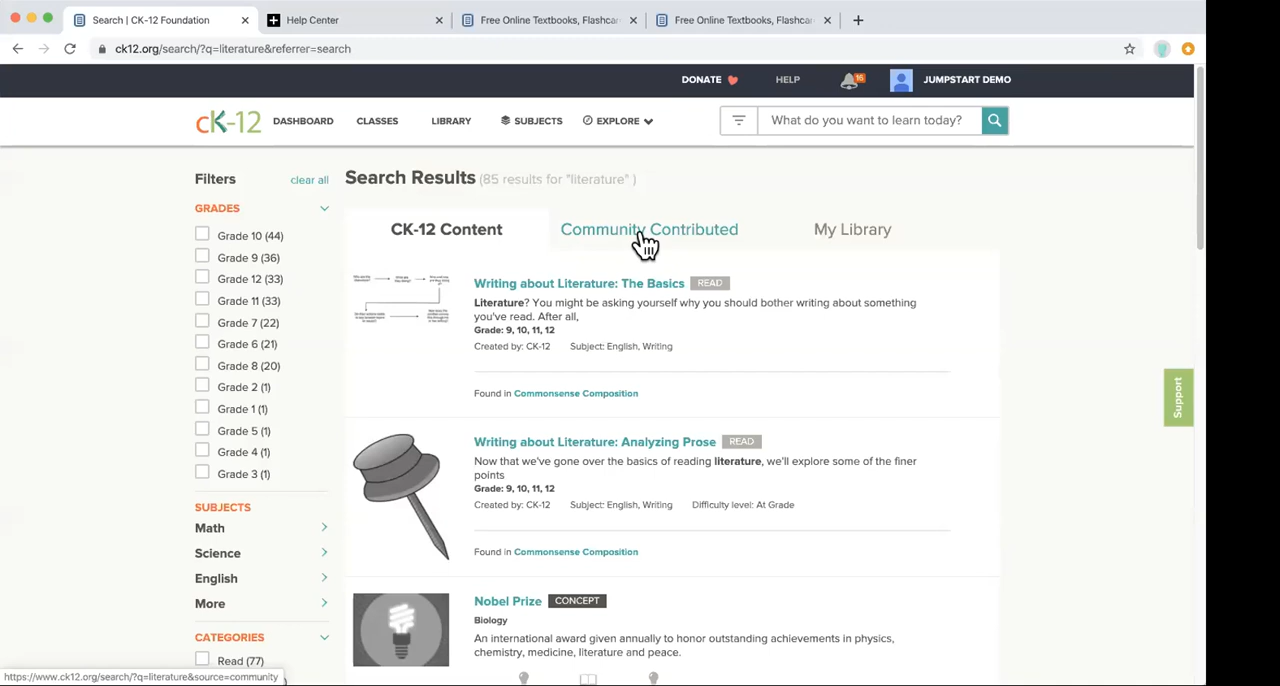 Search | CK-12 Foundation
Help Center
Free Online Textbooks, Flashcar
Free Online Textbooks, Flashcar
ck12.org/search/?q=literature&referrer=search
DONATE HELP 16 JUMPSTART DEMO
cK-12 DASHBOARD CLASSES LIBRARY SUBJECTS EXPLORE What do you want to learn today?
Filters clear all
GRADES
Grade 10 (44)
Grade 9 (36)
Grade 12 (33)
Grade 11 (33)
Grade 7 (22)
Grade 6 (21)
Grade 8 (20)
Grade 2 (1)
Grade 1 (1)
Grade 5 (1)
Grade 4 (1)
Grade 3 (1)
SUBJECTS
Math
Science
English
More
CATEGORIES
Read (77)
Search Results (85 results for "literature" )
CK-12 Content Community Contributed My Library
Writing about Literature: The Basics READ
Literature? You might be asking yourself why you should bother writing about something
you've read. After all,
Grade: 9, 10, 11, 12
Created by: CK-12 Subject: English, Writing
Found in Commonsense Composition
Writing about Literature: Analyzing Prose READ
Now that we've gone over the basics of reading literature, we'll explore some of the finer
points
Grade: 9, 10, 11, 12
Created by: CK-12 Subject: English, Writing Difficulty level: At Grade
Found in Commonsense Composition
Nobel Prize CONCEPT
Biology
An international award given annually to honor outstanding achievements in physics,
chemistry, medicine, literature and peace.
Support
https://www.ck12.org/search/?q=literature&source=community